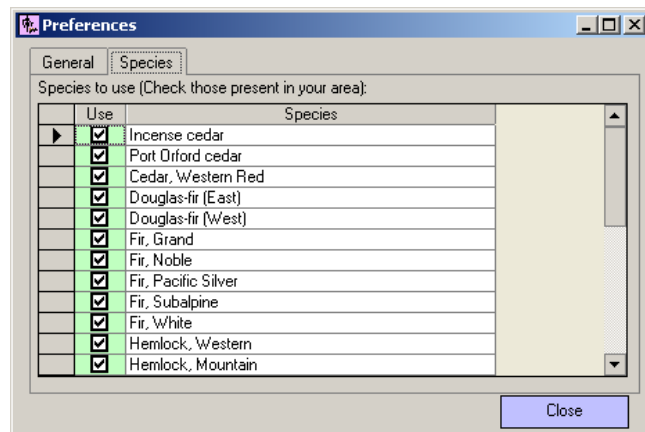 Preferences
General Species
Species to use (Check those present in your area):
Use Species
Incense cedar
Port Orford cedar
Cedar, Western Red
Douglas-fir (East)
Douglas-fir (West)
Fir, Grand
Fir, Noble
Fir, Pacific Silver
Fir, Subalpine
Fir, White
Hemlock, Western
Hemlock, Mountain
Close